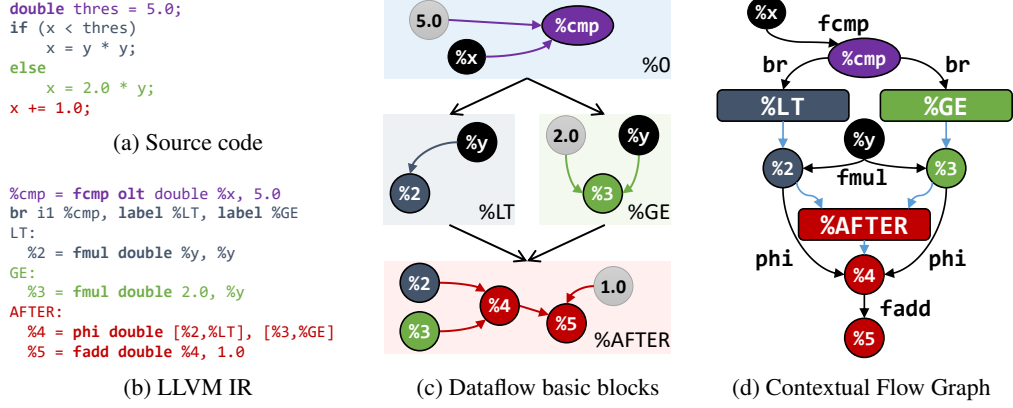 double thres = 5.0;
if (x < thres)
    x = y * y;
else
    x = 2.0 * y;
x += 1.0;
(a) Source code
%cmp = fcmp olt double %x, 5.0
br i1 %cmp, label %LT, label %GE
LT:
  %2 = fmul double %y, %y
GE:
  %3 = fmul double 2.0, %y
AFTER:
  %4 = phi double [%2,%LT], [%3,%GE]
  %5 = fadd double %4, 1.0
(b) LLVM IR
5.0
%cmp
%x
%0
%y
%2
%LT
2.0
%y
%3
%GE
%2
1.0
%4
%3
%5
%AFTER
(c) Dataflow basic blocks
%x
fcmp
%cmp
br
br
%LT
%GE
%y
%2
%3
fmul
%AFTER
phi
phi
%4
fadd
%5
(d) Contextual Flow Graph